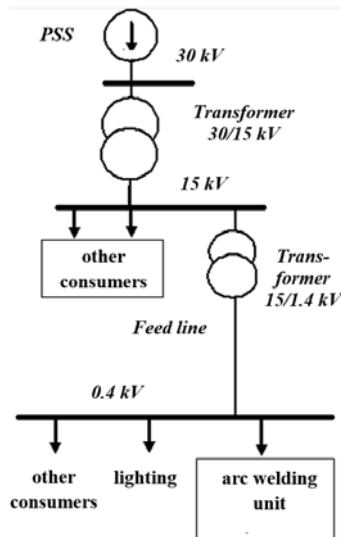 PSS
30 kV
Transformer
30/15 kV
15 kV
other
consumers
Trans-
former
15/1.4 kV
Feed line
0.4 kV
other
consumers
lighting
arc welding
unit